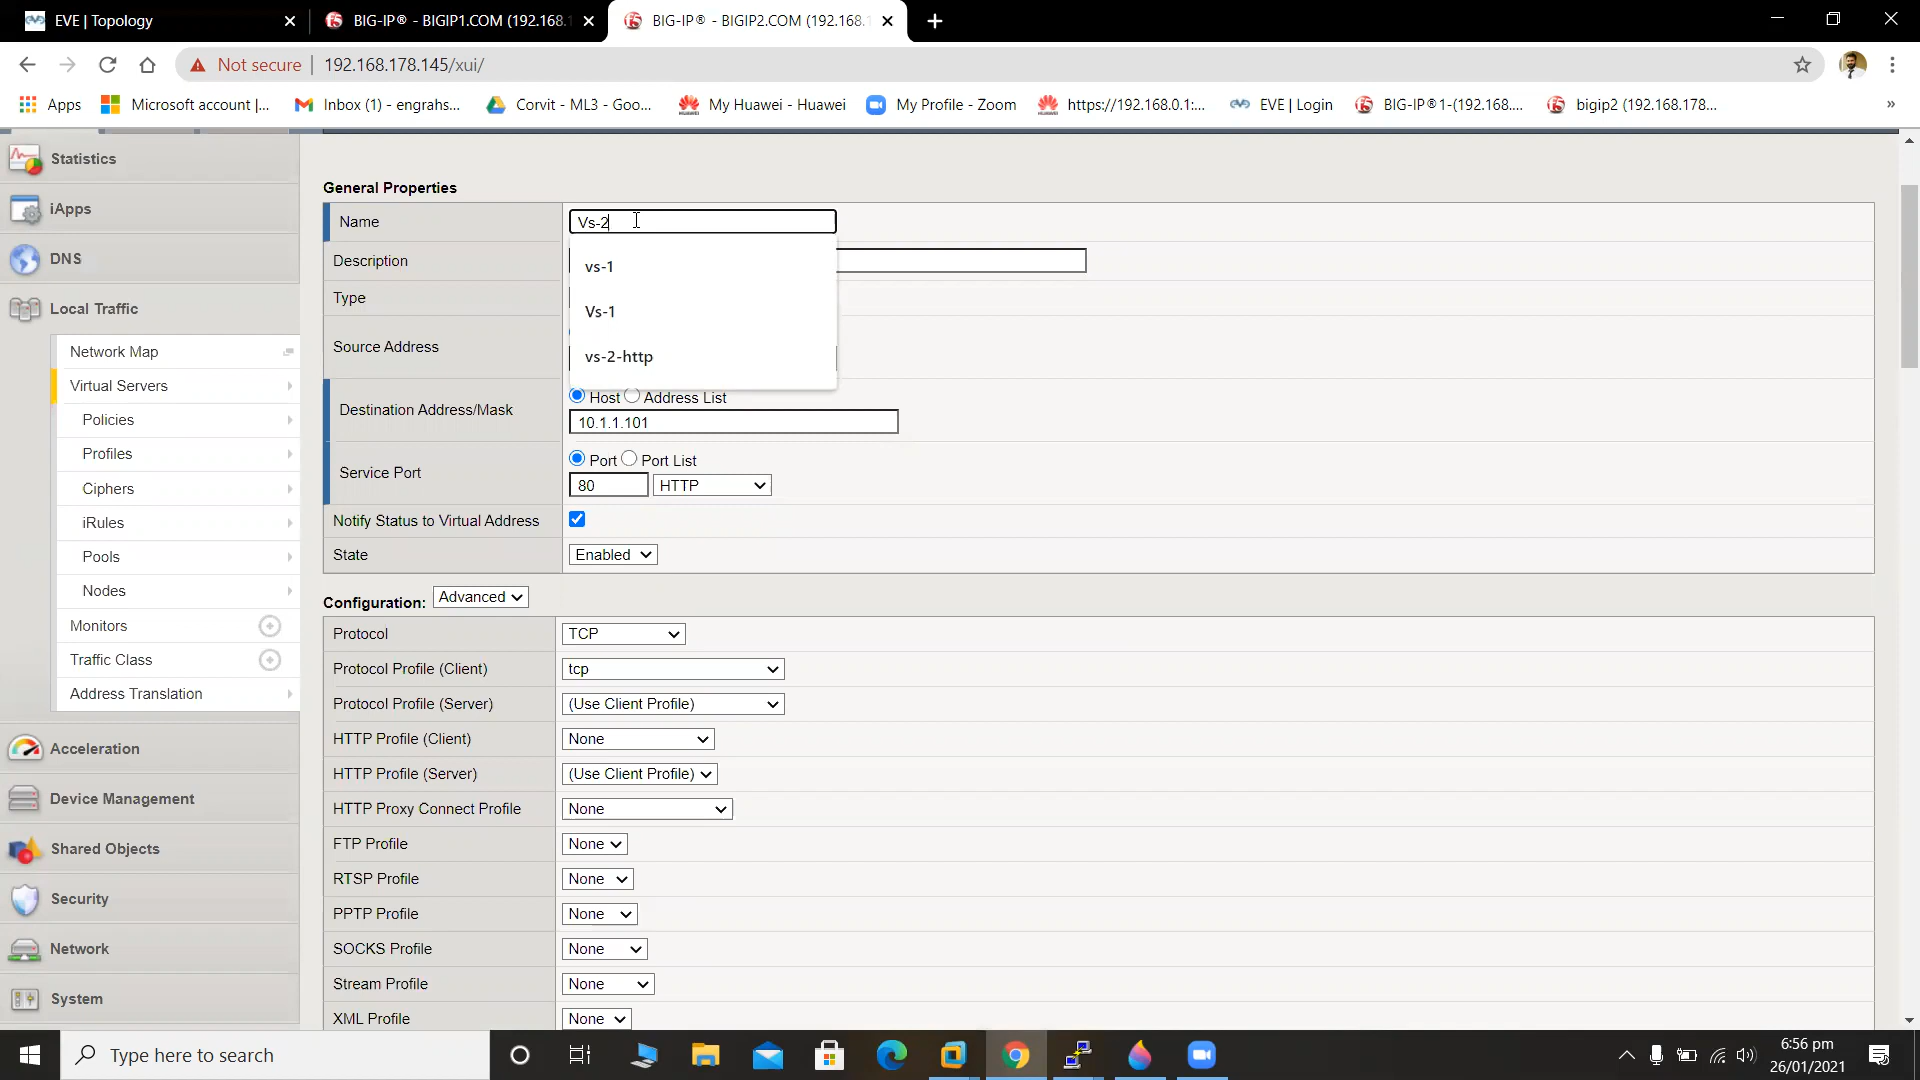 EVE | Topology
BIG-IP® - BIGIP1.COM (192.168.
BIG-IP® - BIGIP2.COM (192.168.1
Not secure
192.168.178.145/xui/
Apps
Microsoft account |...
Inbox (1) - engrahs...
Corvit - ML3 - Goo...
My Huawei - Huawei
My Profile - Zoom
https://192.168.0.1:...
EVE | Login
BIG-IP®1-(192.168....
bigip2 (192.168.178...
»
Statistics
iApps
DNS
Local Traffic
Network Map
Virtual Servers
Policies
Profiles
Ciphers
iRules
Pools
Nodes
Monitors
Traffic Class
Address Translation
Acceleration
Device Management
Shared Objects
Security
Network
System
General Properties
Name
Vs-2
vs-1
Vs-1
vs-2-http
Description
Type
Source Address
Destination Address/Mask
Host
Address List
10.1.1.101
Service Port
Port
Port List
80
HTTP
Notify Status to Virtual Address
State
Enabled
Configuration:
Advanced
Protocol
TCP
Protocol Profile (Client)
tcp
Protocol Profile (Server)
(Use Client Profile)
HTTP Profile (Client)
None
HTTP Profile (Server)
(Use Client Profile)
HTTP Proxy Connect Profile
None
FTP Profile
None
RTSP Profile
None
PPTP Profile
None
SOCKS Profile
None
Stream Profile
None
XML Profile
None
Type here to search
6:56 pm
26/01/2021